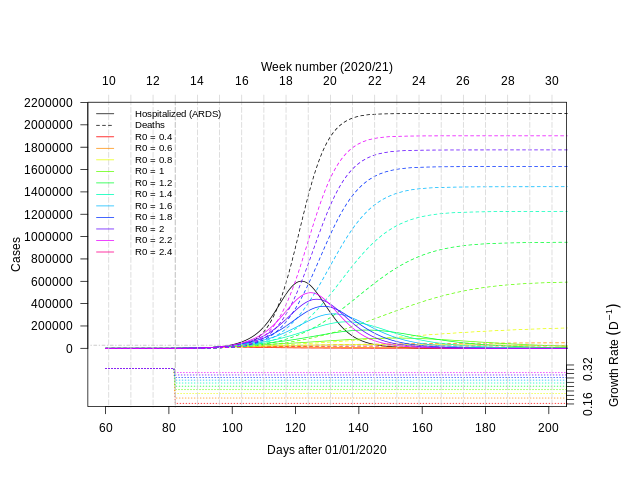 Week number (2020/21)
10 12 14 16 18 20 22 24 26 28 30
2200000
2000000
1800000
1600000
1400000
1200000
1000000
800000
600000
400000
200000
0
Cases
Hospitalized (ARDS)
Deaths
R0 = 0.4
R0 = 0.6
R0 = 0.8
R0 = 1
R0 = 1.2
R0 = 1.4
R0 = 1.6
R0 = 1.8
R0 = 2
R0 = 2.2
R0 = 2.4
0.32
0.16
Growth Rate (D⁻¹)
60 80 100 120 140 160 180 200
Days after 01/01/2020